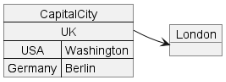 CapitalCity
UK
USA Washington
Germany Berlin
London